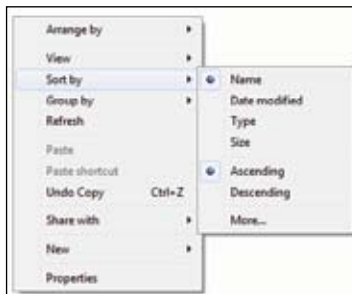 Arrange by
View
Sort by
Group by
Refresh
Paste
Paste shortcut
Undo Copy Ctrl+Z
Share with
New
Properties
Name
Date modified
Type
Size
Ascending
Descending
More...